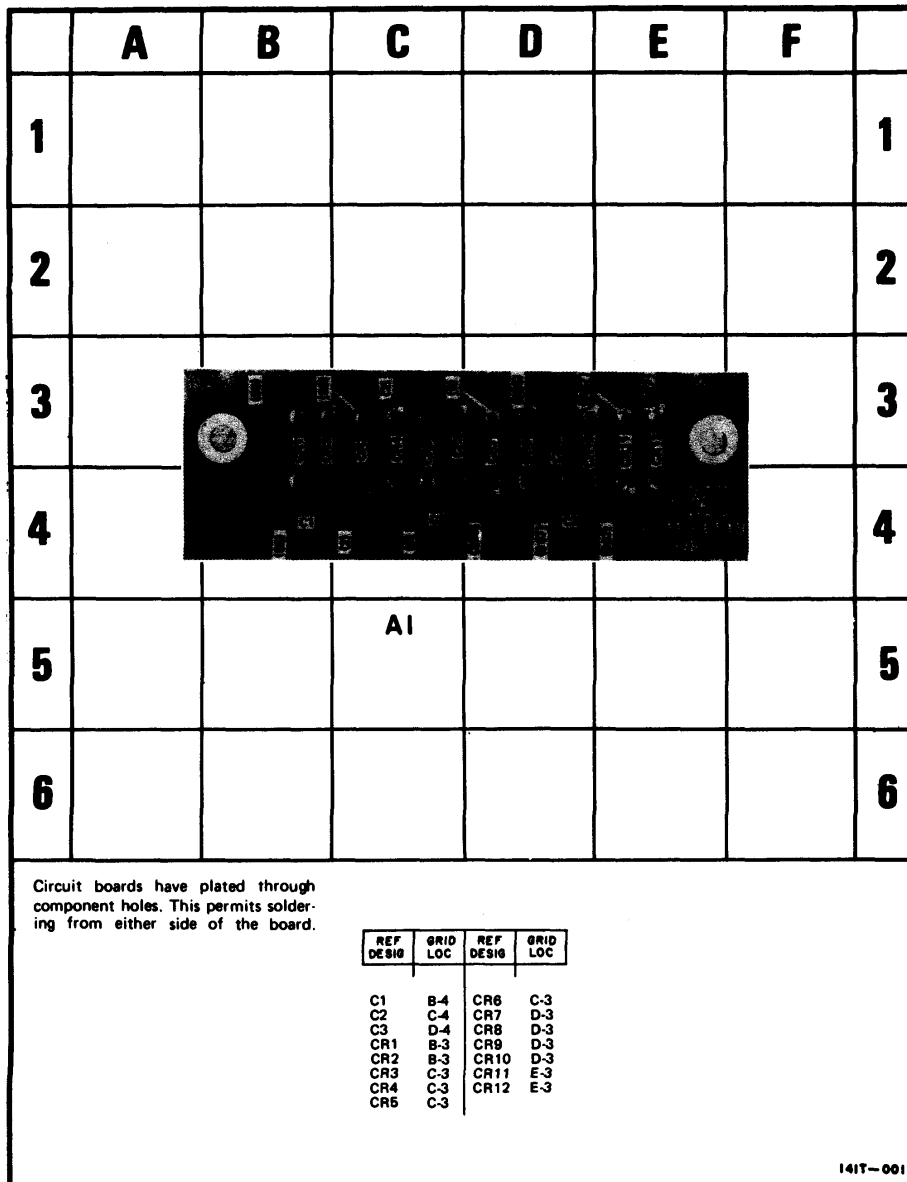 A B C D E F
1 1
2 2
3 3
4 4
A1
5 5
6 6
Circuit boards have plated through
component holes. This permits solder-
ing from either side of the board.
REF DESIG GRID LOC REF DESIG GRID LOC
C1 B-4 CR6 C-3
C2 C-4 CR7 D-3
C3 D-4 CR8 D-3
CR1 B-3 CR9 D-3
CR2 B-3 CR10 D-3
CR3 C-3 CR11 E-3
CR4 C-3 CR12 E-3
CR5 C-3
141T-001